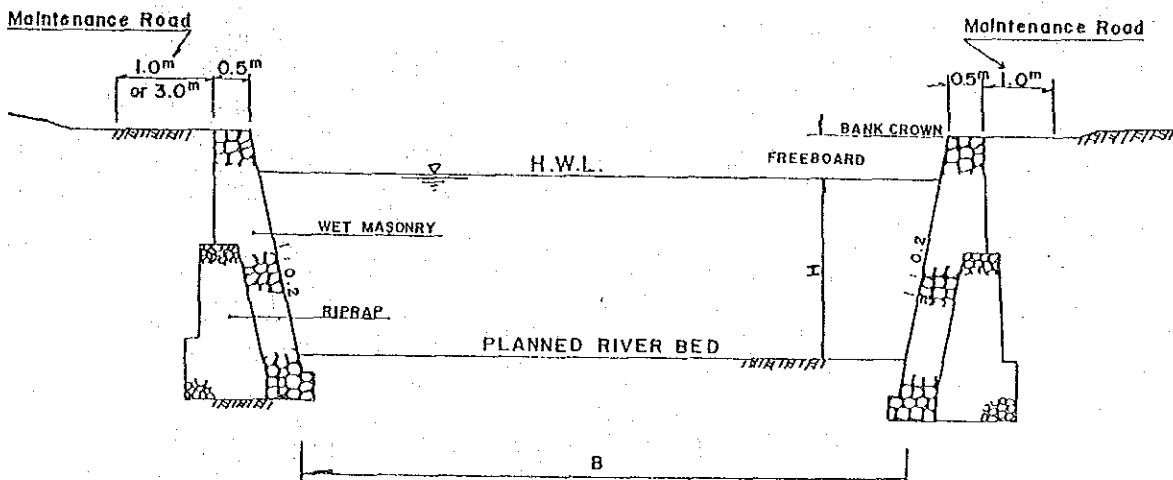 Maintenance Road
1.0m 0.5m
or 3.0m
Maintenance Road
0.5m 1.0m
BANK CROWN
FREEBOARD
H.W.L.
WET MASONRY
1 : 0.2
1 : 0.2
H
RIPRAP
PLANNED RIVER BED
B